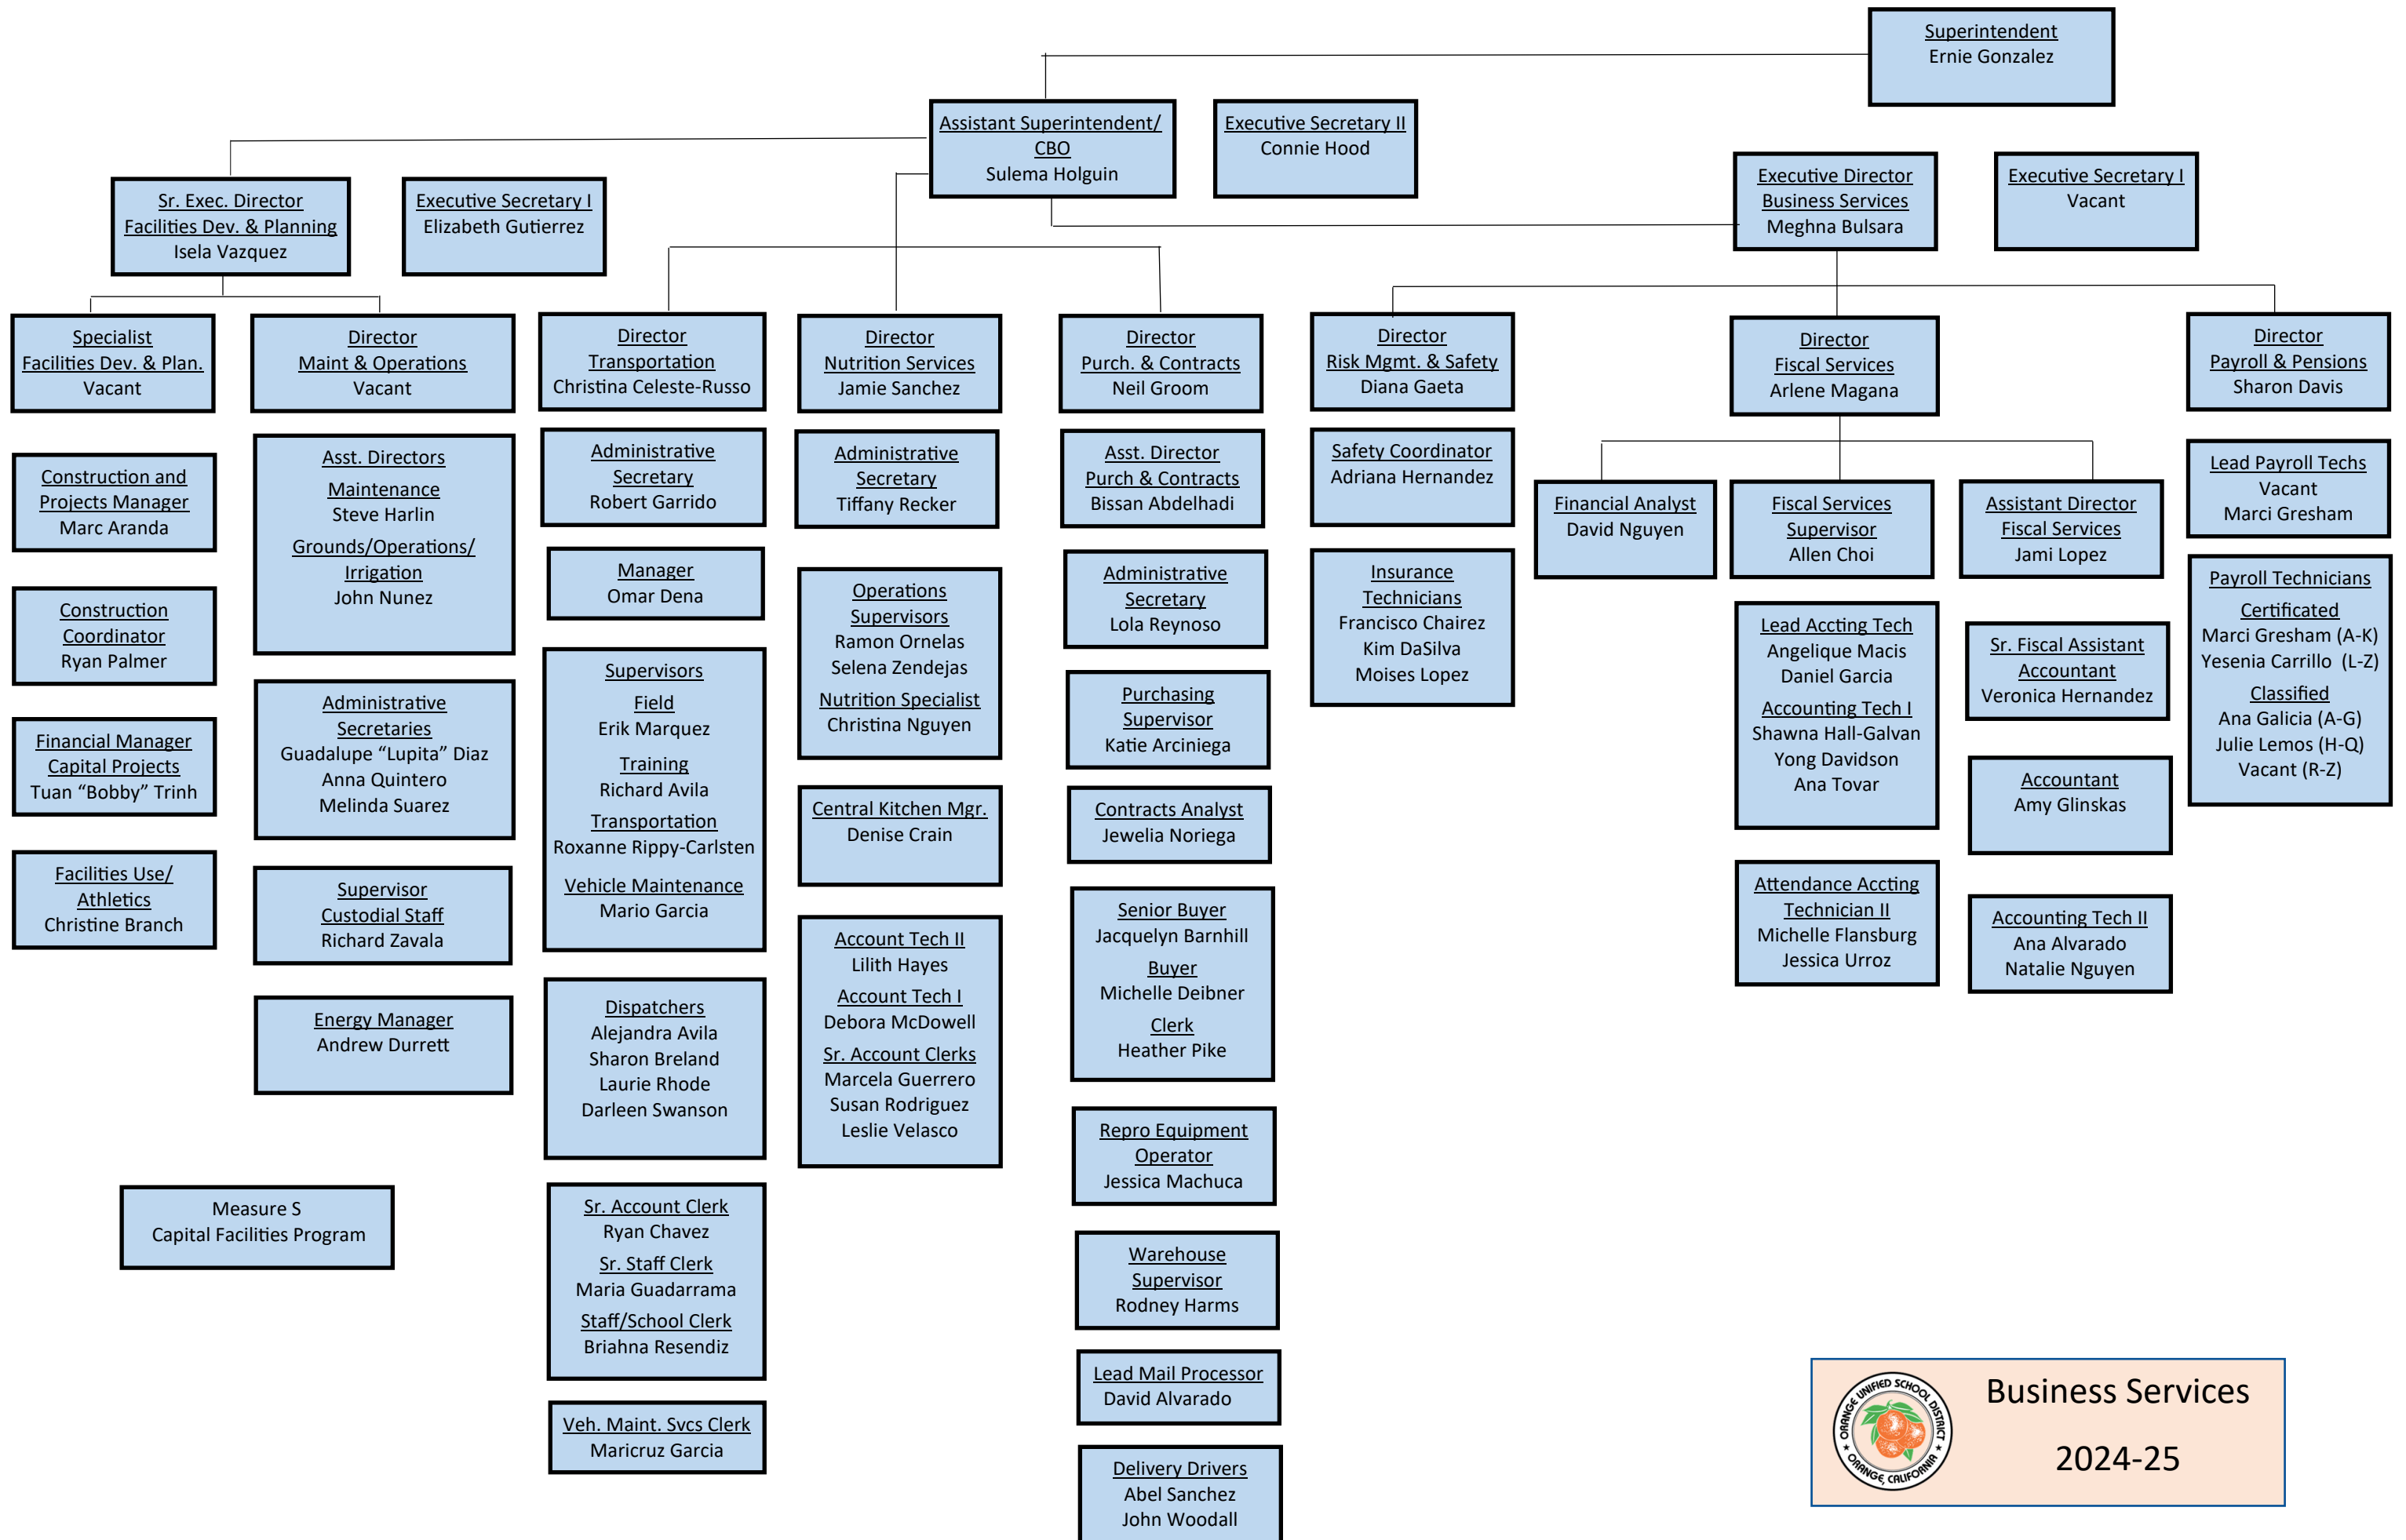 Superintendent
Ernie Gonzalez
Assistant Superintendent/
CBO
Sulema Holguin
Executive Secretary II
Connie Hood
Sr. Exec. Director
Facilities Dev. & Planning
Isela Vazquez
Executive Secretary I
Elizabeth Gutierrez
Executive Director
Business Services
Meghna Bulsara
Executive Secretary I
Vacant
Specialist
Facilities Dev. & Plan.
Vacant
Construction and
Projects Manager
Marc Aranda
Construction
Coordinator
Ryan Palmer
Financial Manager
Capital Projects
Tuan “Bobby” Trinh
Facilities Use/
Athletics
Christine Branch
Measure S
Capital Facilities Program
Director
Maint & Operations
Vacant
Asst. Directors
Maintenance
Steve Harlin
Grounds/Operations/
Irrigation
John Nunez
Administrative
Secretaries
Guadalupe “Lupita” Diaz
Anna Quintero
Melinda Suarez
Supervisor
Custodial Staff
Richard Zavala
Energy Manager
Andrew Durrett
Director
Transportation
Christina Celeste-Russo
Administrative
Secretary
Robert Garrido
Manager
Omar Dena
Supervisors
Field
Erik Marquez
Training
Richard Avila
Transportation
Roxanne Rippy-Carlsten
Vehicle Maintenance
Mario Garcia
Dispatchers
Alejandra Avila
Sharon Breland
Laurie Rhode
Darleen Swanson
Sr. Account Clerk
Ryan Chavez
Sr. Staff Clerk
Maria Guadarrama
Staff/School Clerk
Briahna Resendiz
Veh. Maint. Svcs Clerk
Maricruz Garcia
Director
Nutrition Services
Jamie Sanchez
Administrative
Secretary
Tiffany Recker
Operations
Supervisors
Ramon Ornelas
Selena Zendejas
Nutrition Specialist
Christina Nguyen
Central Kitchen Mgr.
Denise Crain
Account Tech II
Lilith Hayes
Account Tech I
Debora McDowell
Sr. Account Clerks
Marcela Guerrero
Susan Rodriguez
Leslie Velasco
Director
Purch. & Contracts
Neil Groom
Asst. Director
Purch & Contracts
Bissan Abdelhadi
Administrative
Secretary
Lola Reynoso
Purchasing
Supervisor
Katie Arciniega
Contracts Analyst
Jewelia Noriega
Senior Buyer
Jacquelyn Barnhill
Buyer
Michelle Deibner
Clerk
Heather Pike
Repro Equipment
Operator
Jessica Machuca
Warehouse
Supervisor
Rodney Harms
Lead Mail Processor
David Alvarado
Delivery Drivers
Abel Sanchez
John Woodall
Director
Risk Mgmt. & Safety
Diana Gaeta
Safety Coordinator
Adriana Hernandez
Insurance
Technicians
Francisco Chairez
Kim DaSilva
Moises Lopez
Director
Fiscal Services
Arlene Magana
Financial Analyst
David Nguyen
Fiscal Services
Supervisor
Allen Choi
Lead Accting Tech
Angelique Macis
Daniel Garcia
Accounting Tech I
Shawna Hall-Galvan
Yong Davidson
Ana Tovar
Attendance Accting
Technician II
Michelle Flansburg
Jessica Urroz
Assistant Director
Fiscal Services
Jami Lopez
Sr. Fiscal Assistant
Accountant
Veronica Hernandez
Accountant
Amy Glinskas
Accounting Tech II
Ana Alvarado
Natalie Nguyen
Director
Payroll & Pensions
Sharon Davis
Lead Payroll Techs
Vacant
Marci Gresham
Payroll Technicians
Certificated
Marci Gresham (A-K)
Yesenia Carrillo (L-Z)
Classified
Ana Galicia (A-G)
Julie Lemos (H-Q)
Vacant (R-Z)
ORANGE UNIFIED SCHOOL DISTRICT
ORANGE, CALIFORNIA
Business Services
2024-25